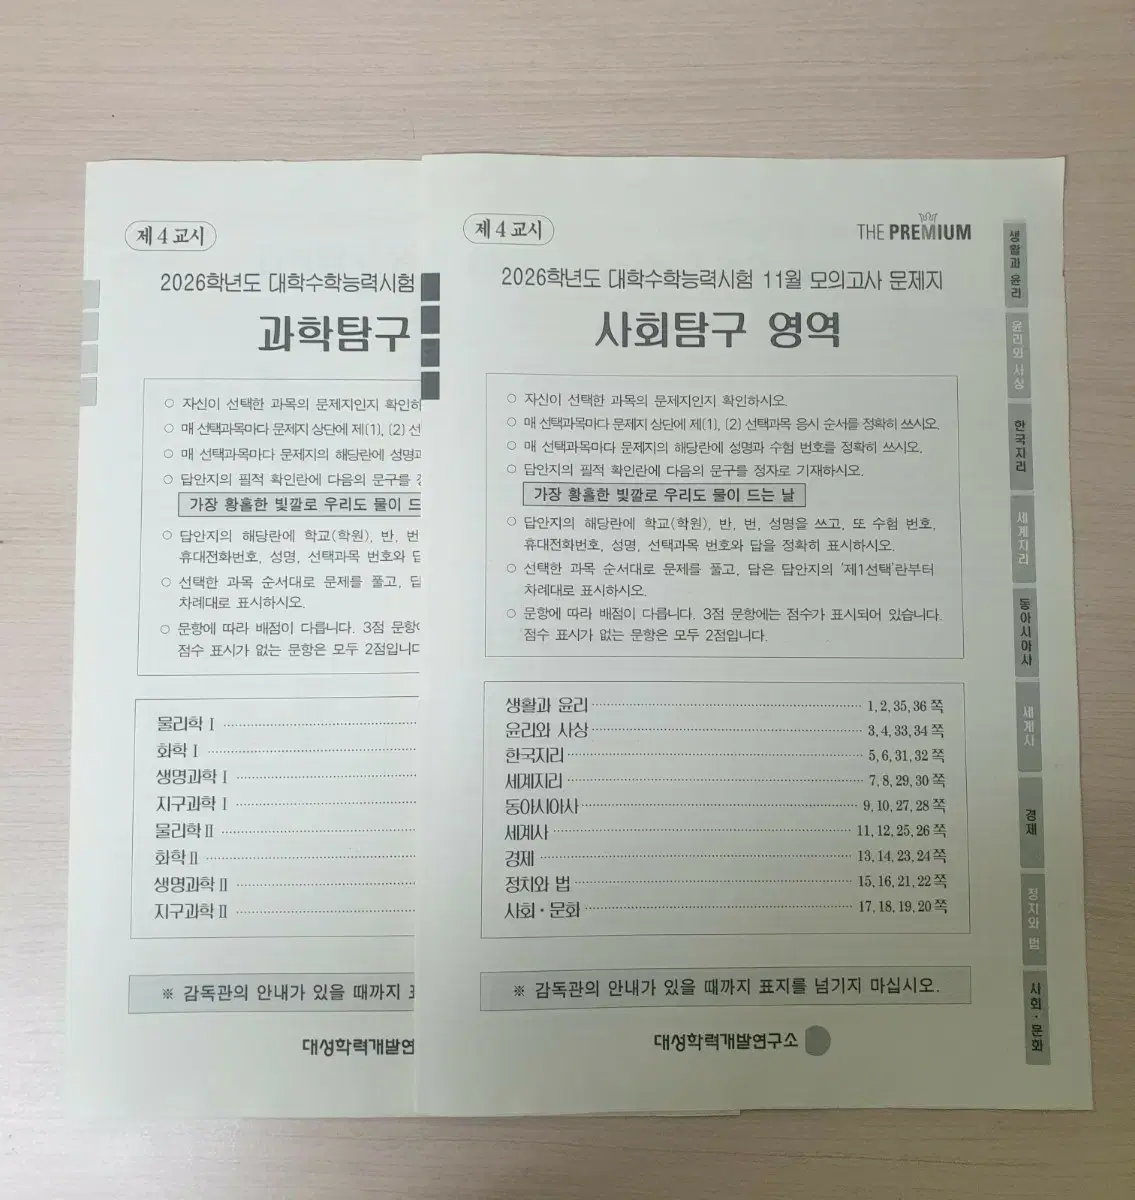 제 4 교시
2026학년도 대학수학능력시험
과학탐구
○ 자신이 선택한 과목의 문제지인지 확인하
○ 매 선택과목마다 문제지 상단에 제(1), (2) 선
○ 매 선택과목마다 문제지의 해당란에 성명과
○ 답안지의 필적 확인란에 다음의 문구를
가장 황홀한 빛깔로 우리도 물이 드
○ 답안지의 해당란에 학교(학원), 반, 번
휴대전화번호, 성명, 선택과목 번호와 답
○ 선택한 과목 순서대로 문제를 풀고, 답
차례대로 표시하시오.
○ 문항에 따라 배점이 다릅니다. 3점 문항
점수 표시가 없는 문항은 모두 2점입니다
물리학 Ⅰ
화학 Ⅰ
생명과학 Ⅰ
지구과학 Ⅰ
물리학 Ⅱ
화학 Ⅱ
생명과학 Ⅱ
지구과학 Ⅱ
※ 감독관의 안내가 있을 때까지
대성학력개발연
제 4 교시
THE PREMIUM
2026학년도 대학수학능력시험 11월 모의고사 문제지
사회탐구 영역
○ 자신이 선택한 과목의 문제지인지 확인하시오.
○ 매 선택과목마다 문제지 상단에 제(1), (2) 선택과목 응시 순서를 정확히 쓰시오.
○ 매 선택과목마다 문제지의 해당란에 성명과 수험 번호를 정확히 쓰시오.
○ 답안지의 필적 확인란에 다음의 문구를 정자로 기재하시오.
가장 황홀한 빛깔로 우리도 물이 드는 날
○ 답안지의 해당란에 학교(학원), 반, 번, 성명을 쓰고, 또 수험 번호,
휴대전화번호, 성명, 선택과목 번호와 답을 정확히 표시하시오.
○ 선택한 과목 순서대로 문제를 풀고, 답은 답안지의 '제1선택'란부터
차례대로 표시하시오.
○ 문항에 따라 배점이 다릅니다. 3점 문항에는 점수가 표시되어 있습니다.
점수 표시가 없는 문항은 모두 2점입니다.
생활과 윤리 1, 2, 35, 36 쪽
윤리와 사상 3, 4, 33, 34 쪽
한국지리 5, 6, 31, 32 쪽
세계지리 7, 8, 29, 30 쪽
동아시아사 9, 10, 27, 28 쪽
세계사 11, 12, 25, 26 쪽
경제 13, 14, 23, 24 쪽
정치와 법 15, 16, 21, 22 쪽
사회·문화 17, 18, 19, 20 쪽
※ 감독관의 안내가 있을 때까지 표지를 넘기지 마십시오.
대성학력개발연구소
생활과 윤리
윤리와 사상
한국지리
세계지리
동아시아사
세계사
경제
정치와 법
사회·문화